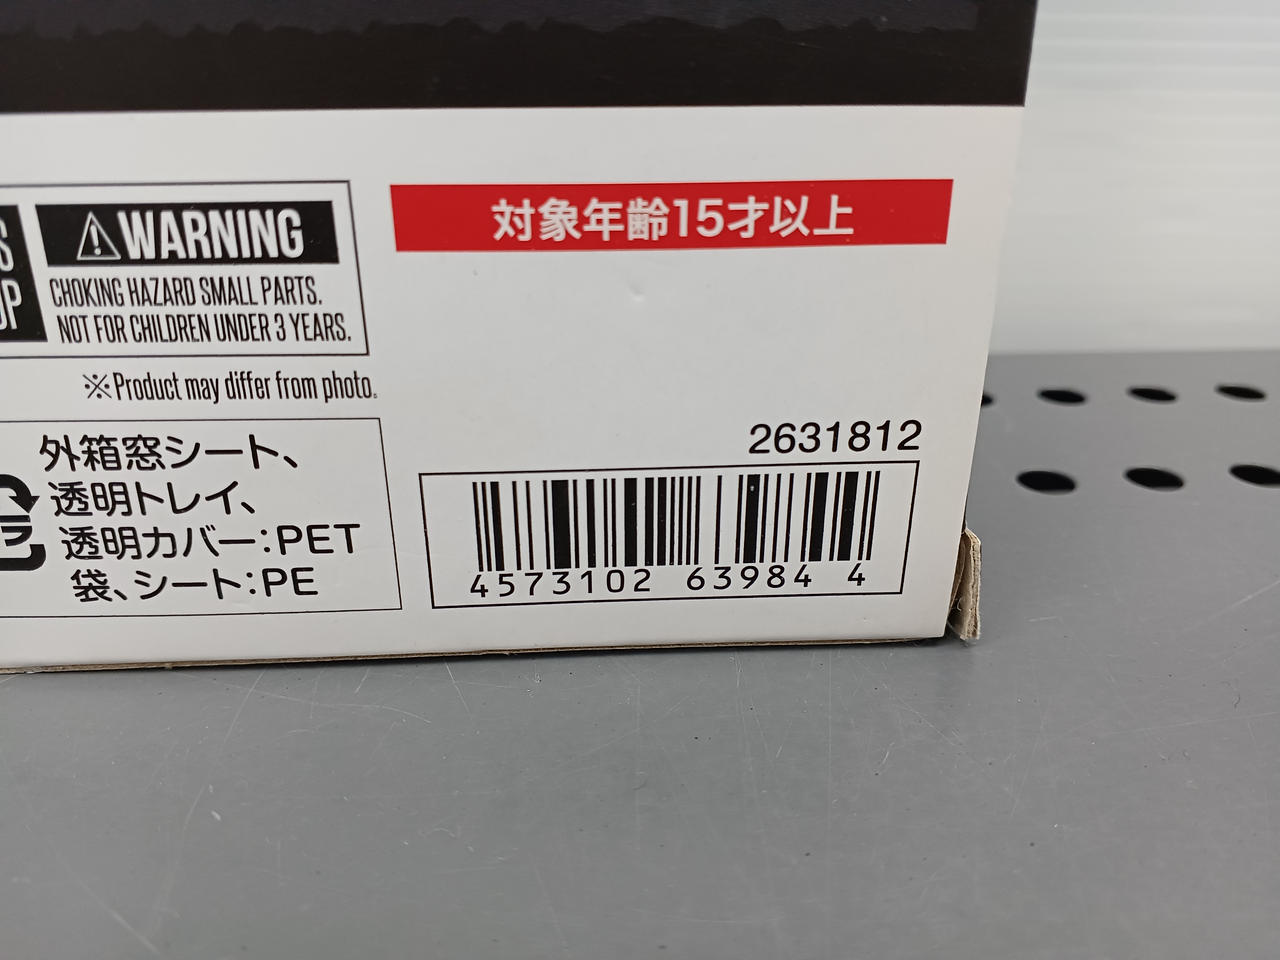 WARNING
CHOKING HAZARD SMALL PARTS.
NOT FOR CHILDREN UNDER 3 YEARS.
※Product may differ from photo.
対象年齢15才以上
外箱窓シート、
透明トレイ、
透明カバー:PET
袋、シート:PE
プラ
2631812
4573102 63984 4